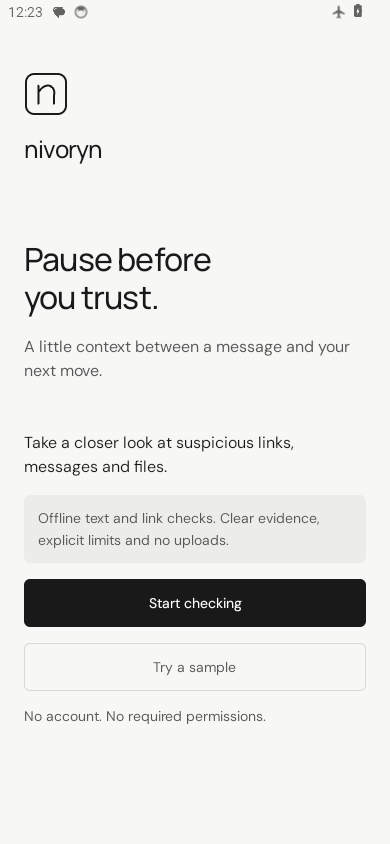 12:23
n
nivoryn
Pause before
you trust.
A little context between a message and your
next move.
Take a closer look at suspicious links,
messages and files.
Offline text and link checks. Clear evidence,
explicit limits and no uploads.
Start checking
Try a sample
No account. No required permissions.